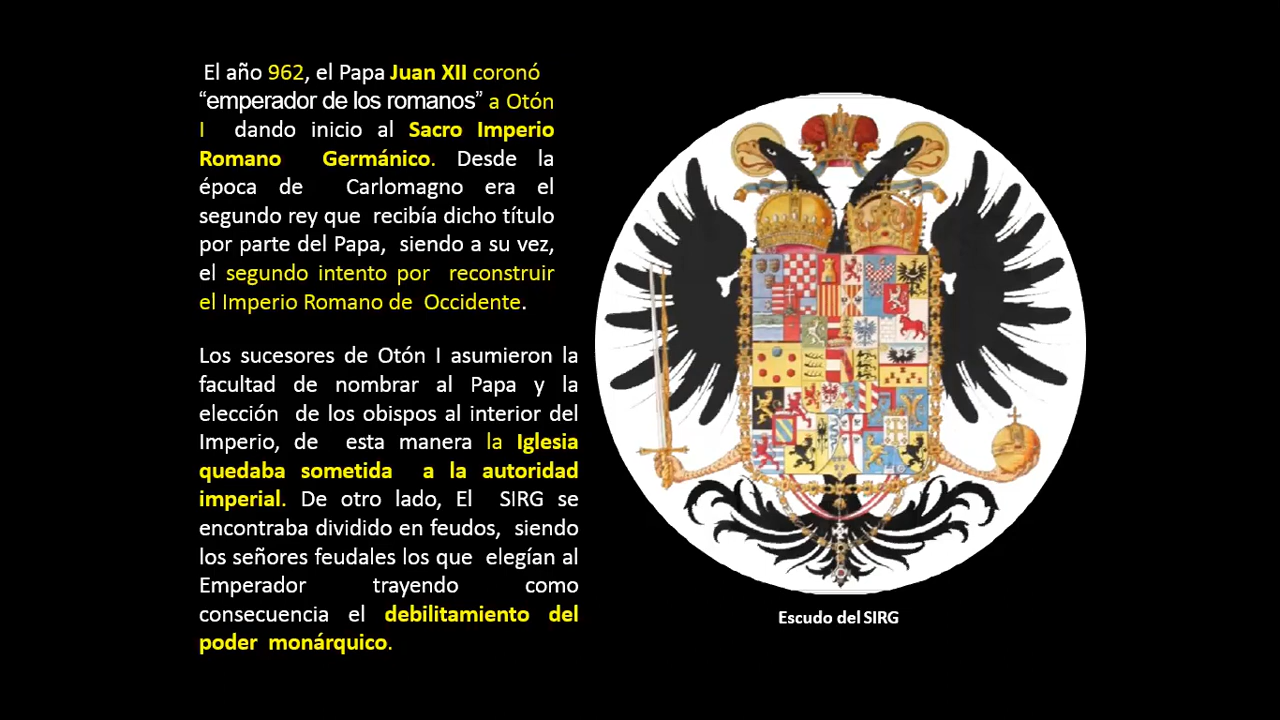 El año 962, el Papa Juan XII coronó
“emperador de los romanos” a Otón
I dando inicio al Sacro Imperio
Romano Germánico. Desde la
época de Carlomagno era el
segundo rey que recibía dicho título
por parte del Papa, siendo a su vez,
el segundo intento por reconstruir
el Imperio Romano de Occidente.
Los sucesores de Otón I asumieron la
facultad de nombrar al Papa y la
elección de los obispos al interior del
Imperio, de esta manera la Iglesia
quedaba sometida a la autoridad
imperial. De otro lado, El SIRG se
encontraba dividido en feudos, siendo
los señores feudales los que elegían al
Emperador trayendo como
consecuencia el debilitamiento del
poder monárquico.
Escudo del SIRG